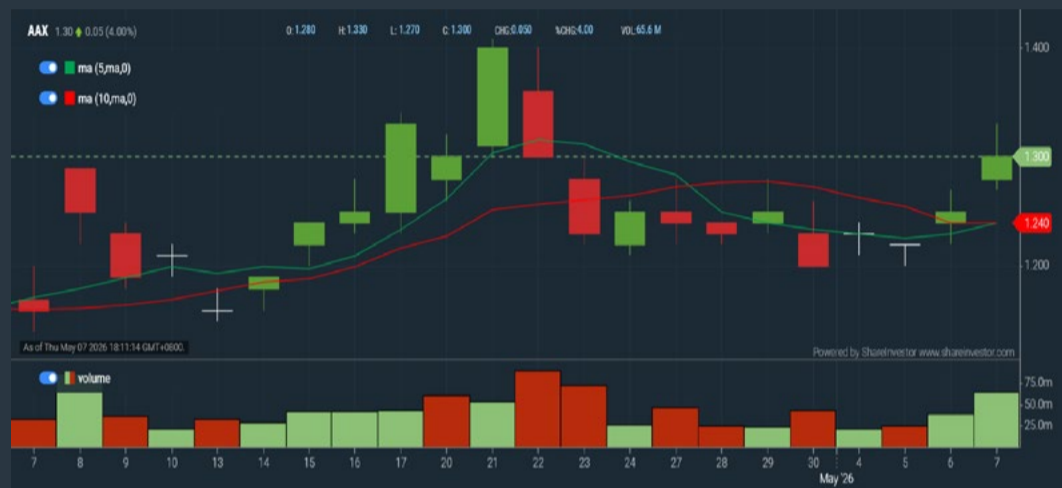 AAX 1.30 0.05 (4.00%) O:1.280 H:1.330 L:1.270 C:1.300 CHG:0.050 %CHG:4.00 VOL:65.6 M
1.400
ma (5,ma,0)
ma (10,ma,0)
1.300
1.240
1.200
As of Thu May 07 2026 18:11:14 GMT+0800.
Powered by ShareInvestor www.shareinvestor.com
volume
75.0m
50.0m
25.0m
7 8 9 10 13 14 15 16 17 20 21 22 23 24 27 28 29 30 4 5 6 7
May '26